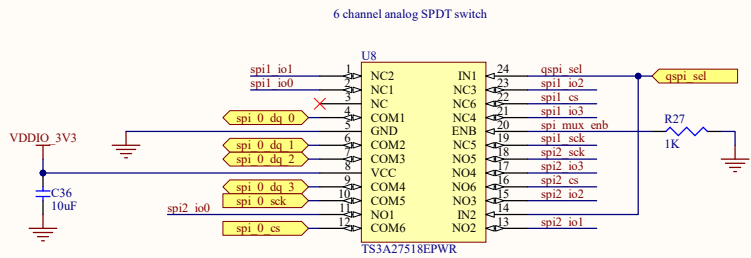 6 channel analog SPDT switch
U8
spi1_io1 1 NC2 IN1 24 qspi_sel qspi_sel
spi1_io0 2 NC1 NC3 23 spi1_io2
3 NC NC6 22 spi1_cs
spi_0_dq_0 4 COM1 NC4 21 spi1_io3
5 GND ENB 20 spi_mux_enb R27
1K
spi_0_dq_1 6 COM2 NC5 19 spi1_sck
spi_0_dq_2 7 COM3 NO5 18 spi2_sck
VDDIO_3V3
8 VCC NO4 17 spi2_io3
spi_0_dq_3 9 COM4 NO6 16 spi2_cs
spi_0_sck 10 COM5 NO3 15 spi2_io2
C36
10uF
spi2_io0 11 NO1 IN2 14
spi_0_cs 12 COM6 NO2 13 spi2_io1
TS3A27518EPWR